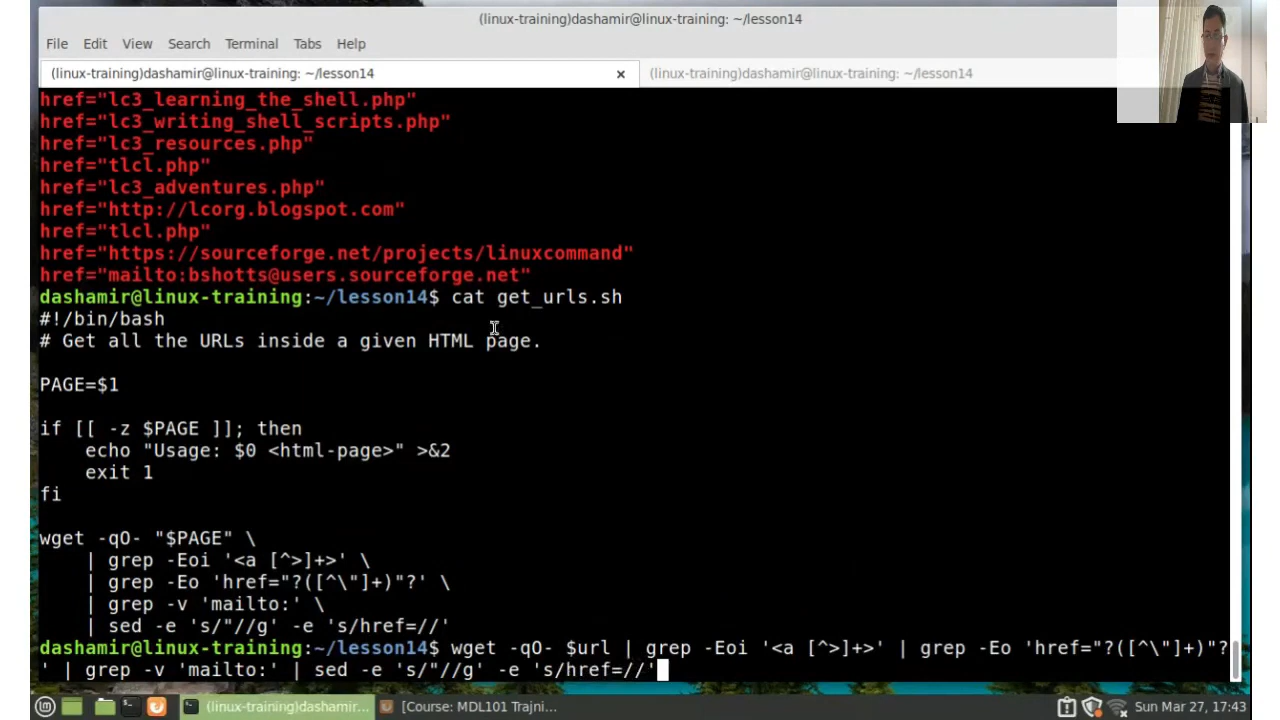 (linux-training)dashamir@linux-training: ~/lesson14
File Edit View Search Terminal Tabs Help
(linux-training)dashamir@linux-training: ~/lesson14 × (linux-training)dashamir@linux-training: ~/lesson14
href="lc3_learning_the_shell.php"
href="lc3_writing_shell_scripts.php"
href="lc3_resources.php"
href="tlcl.php"
href="lc3_adventures.php"
href="http://lcorg.blogspot.com"
href="tlcl.php"
href="https://sourceforge.net/projects/linuxcommand"
href="mailto:bshotts@users.sourceforge.net"
dashamir@linux-training:~/lesson14$ cat get_urls.sh
#!/bin/bash
# Get all the URLs inside a given HTML page.
PAGE=$1
if [[ -z $PAGE ]]; then
    echo "Usage: $0 <html-page>" >&2
    exit 1
fi
wget -qO- "$PAGE" \
    | grep -Eoi '<a [^>]+>' \
    | grep -Eo 'href="?([^\"]+)"?' \
    | grep -v 'mailto:' \
    | sed -e 's/"//g' -e 's/href=//'
dashamir@linux-training:~/lesson14$ wget -qO- $url | grep -Eoi '<a [^>]+>' | grep -Eo 'href="?([^\"]+)"?
' | grep -v 'mailto:' | sed -e 's/"//g' -e 's/href=//'
(linux-training)dashamir... [Course: MDL101 Trajni... Sun Mar 27, 17:43